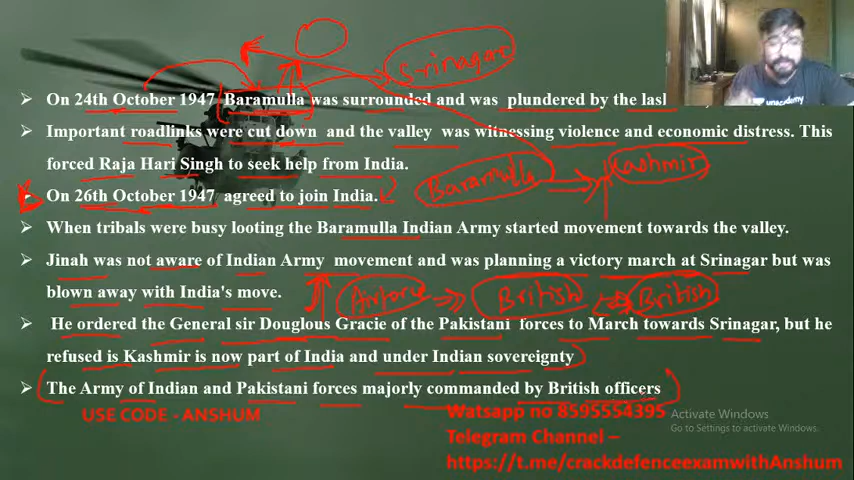 Srinagar
On 24th October 1947 Baramulla was surrounded and was plundered by the lash
Important roadlinks were cut down and the valley was witnessing violence and economic distress. This
forced Raja Hari Singh to seek help from India.
Baramulla Kashmir
On 26th October 1947 agreed to join India.
When tribals were busy looting the Baramulla Indian Army started movement towards the valley.
Jinah was not aware of Indian Army movement and was planning a victory march at Srinagar but was
blown away with India's move.
Airforce British British
He ordered the General sir Douglous Gracie of the Pakistani forces to March towards Srinagar, but he
refused is Kashmir is now part of India and under Indian sovereignty
The Army of Indian and Pakistani forces majorly commanded by British officers
USE CODE - ANSHUM
Watsapp no 8595554395
Telegram Channel –
https://t.me/crackdefenceexamwithAnshum
Activate Windows
Go to Settings to activate Windows.
unacademy